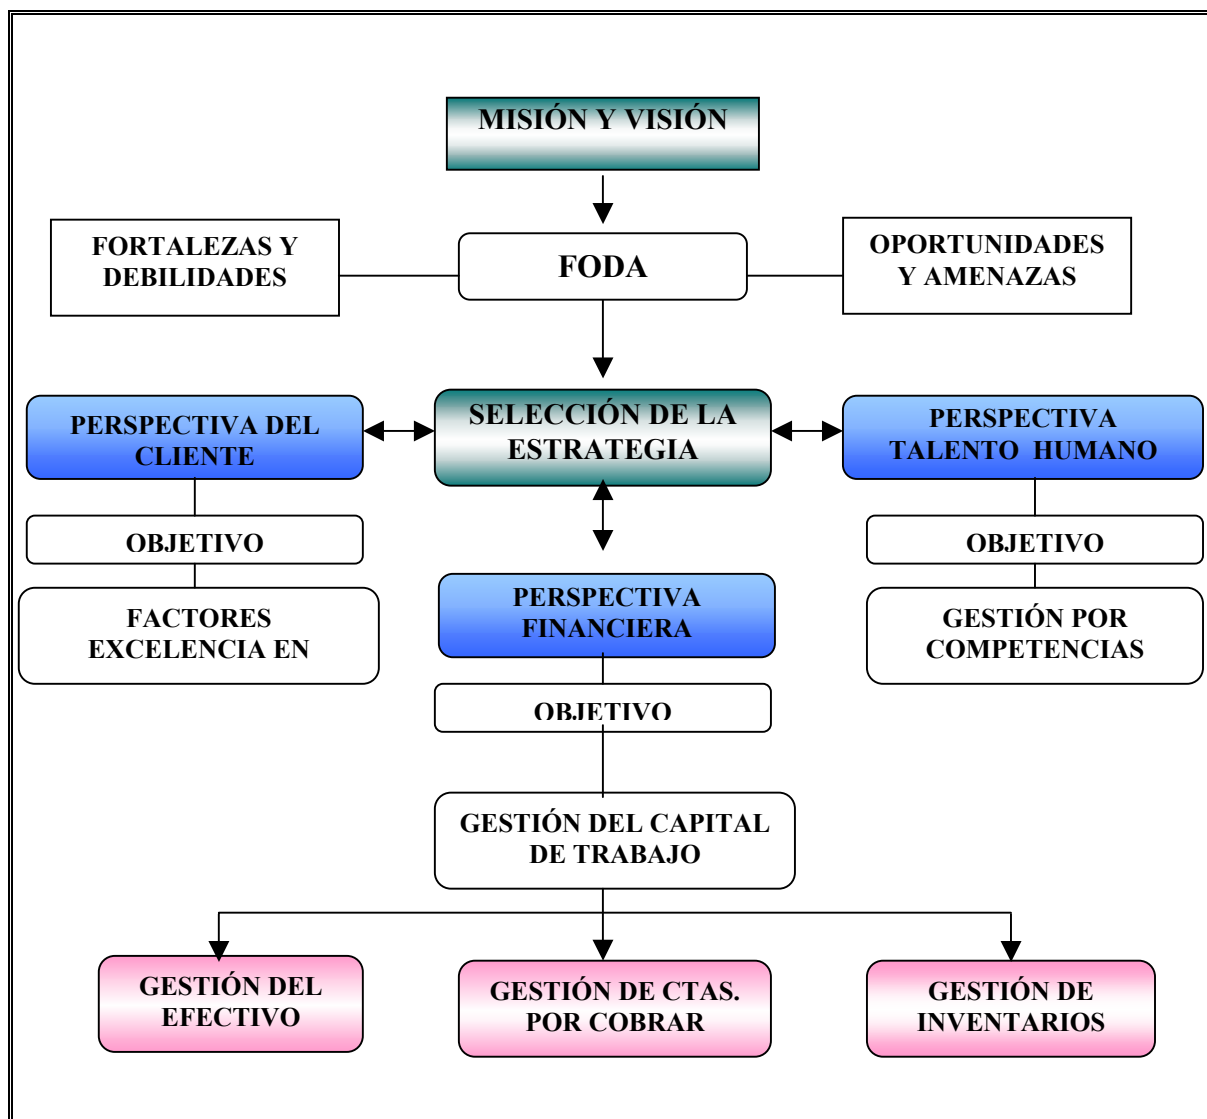 MISIÓN Y VISIÓN
FORTALEZAS Y
DEBILIDADES
FODA
OPORTUNIDADES
Y AMENAZAS
PERSPECTIVA DEL
CLIENTE
SELECCIÓN DE LA
ESTRATEGIA
PERSPECTIVA
TALENTO HUMANO
OBJETIVO
OBJETIVO
FACTORES
EXCELENCIA EN
PERSPECTIVA
FINANCIERA
GESTIÓN POR
COMPETENCIAS
OBJETIVO
GESTIÓN DEL CAPITAL
DE TRABAJO
GESTIÓN DEL
EFECTIVO
GESTIÓN DE CTAS.
POR COBRAR
GESTIÓN DE
INVENTARIOS